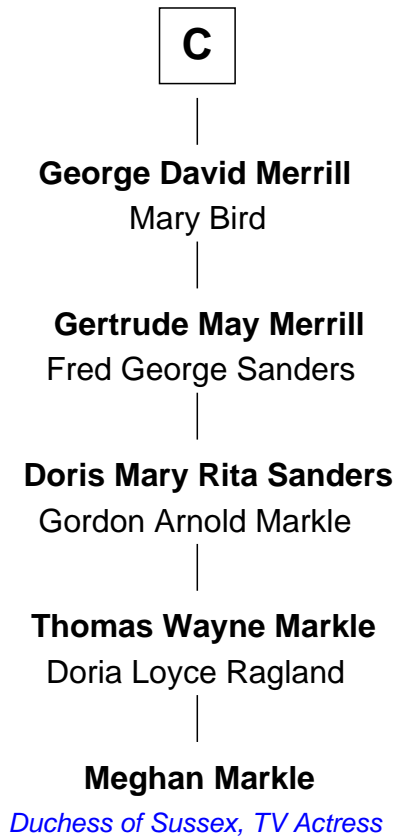 C
George David Merrill
Mary Bird
Gertrude May Merrill
Fred George Sanders
Doris Mary Rita Sanders
Gordon Arnold Markle
Thomas Wayne Markle
Doria Loyce Ragland
Meghan Markle
Duchess of Sussex, TV Actress